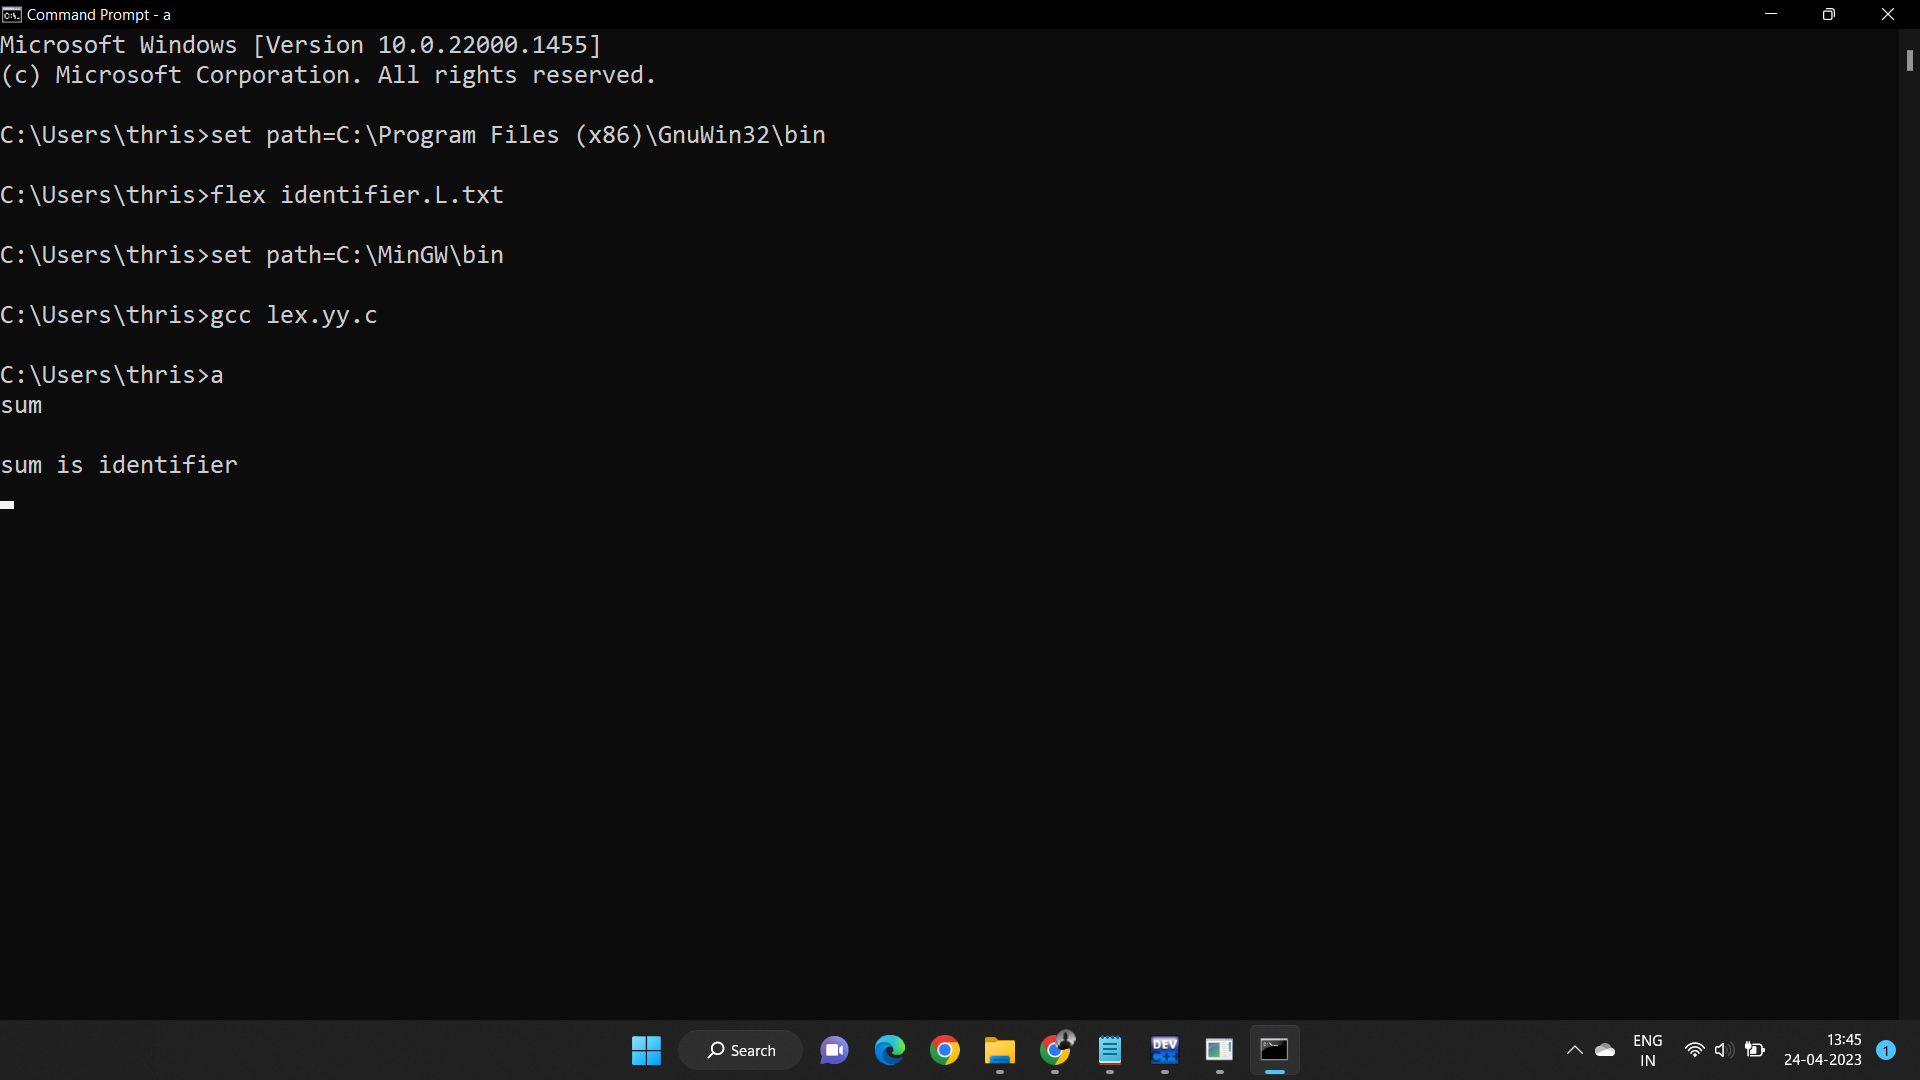 Command Prompt - a
Microsoft Windows [Version 10.0.22000.1455]
(c) Microsoft Corporation. All rights reserved.
C:\Users\thris>set path=C:\Program Files (x86)\GnuWin32\bin
C:\Users\thris>flex identifier.L.txt
C:\Users\thris>set path=C:\MinGW\bin
C:\Users\thris>gcc lex.yy.c
C:\Users\thris>a
sum
sum is identifier
Search
DEV
C++
ENG
IN
13:45
24-04-2023
1